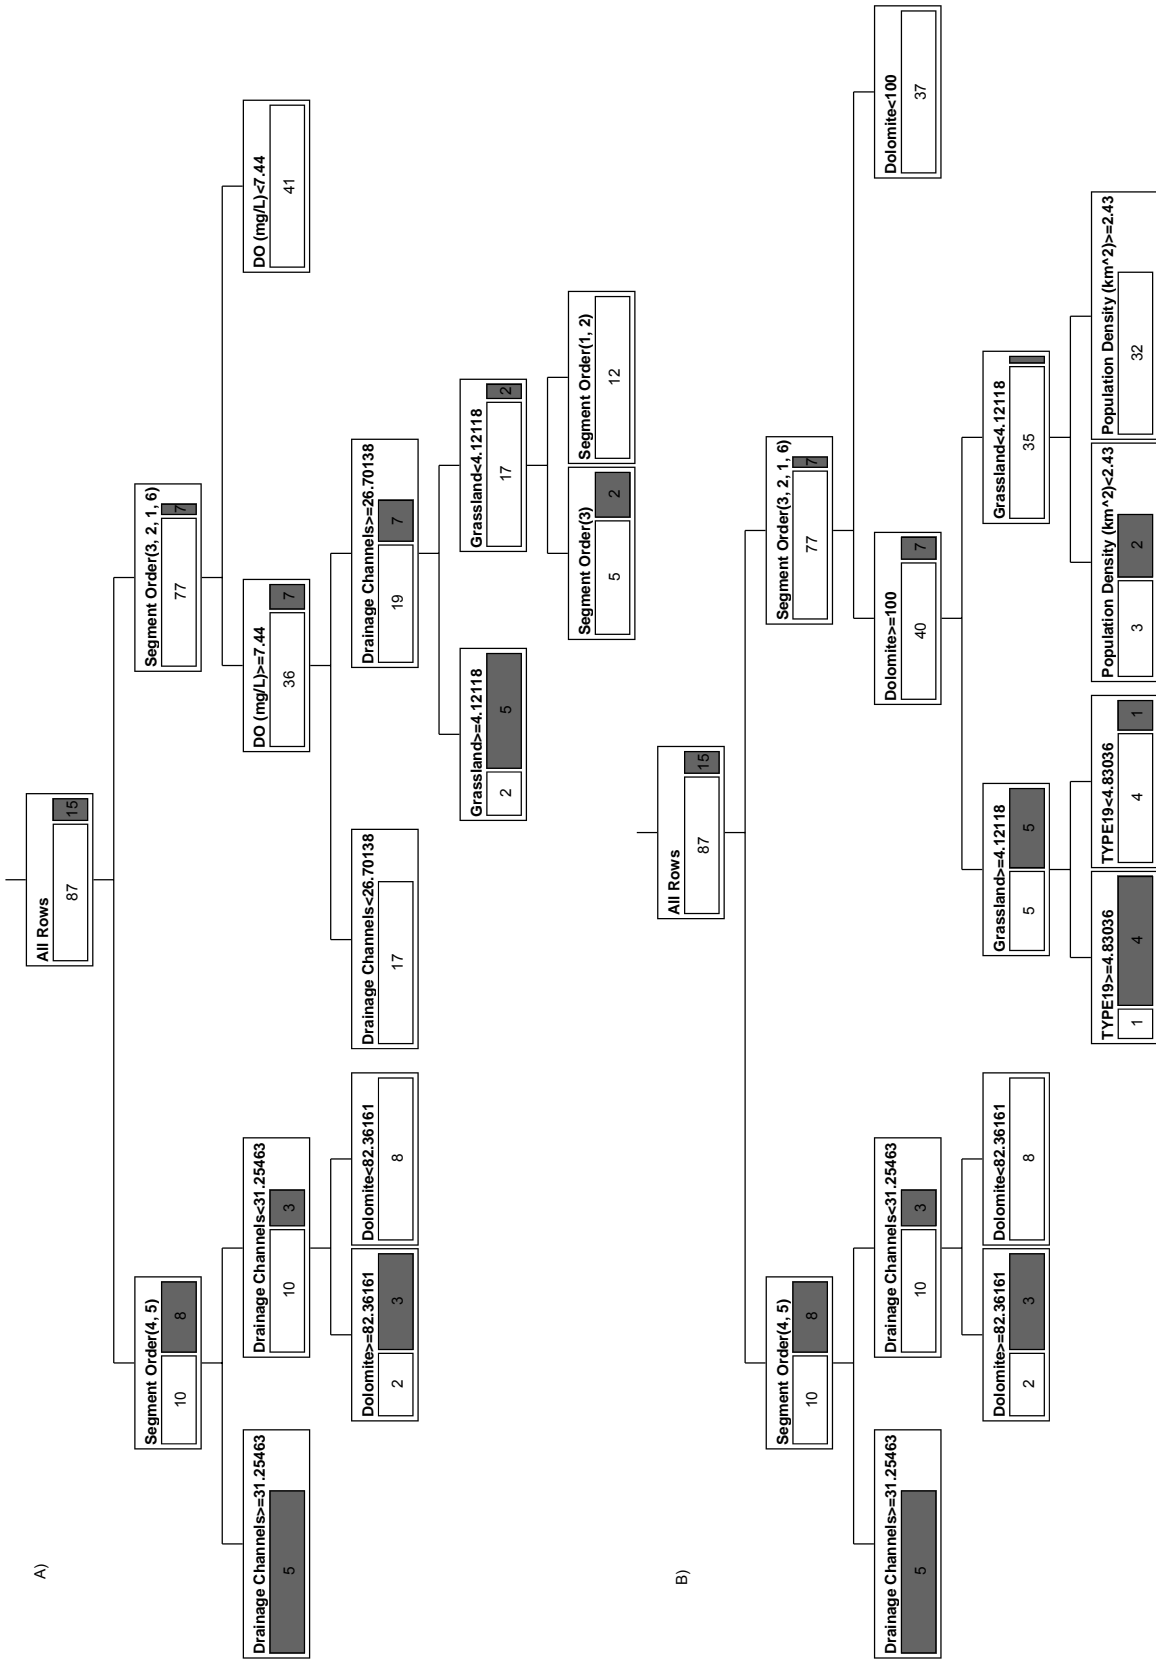 A)
All Rows
87 15
Segment Order(4, 5)
10 8
Segment Order(3, 2, 1, 6)
77 7
Drainage Channels>=31.25463
5
Drainage Channels<31.25463
10 3
DO (mg/L)>=7.44
36 7
DO (mg/L)<7.44
41
Dolomite>=82.36161
2 3
Dolomite<82.36161
8
Drainage Channels<26.70138
17
Drainage Channels>=26.70138
19 7
Grassland>=4.12118
2 5
Grassland<4.12118
17 2
Segment Order(3)
5 2
Segment Order(1, 2)
12
B)
All Rows
87 15
Segment Order(4, 5)
10 8
Segment Order(3, 2, 1, 6)
77 7
Drainage Channels>=31.25463
5
Drainage Channels<31.25463
10 3
Dolomite>=100
40 7
Dolomite<100
37
Dolomite>=82.36161
2 3
Dolomite<82.36161
8
Grassland>=4.12118
5 5
Grassland<4.12118
35
TYPE19>=4.83036
1 4
TYPE19<4.83036
4 1
Population Density (km^2)<2.43
3 2
Population Density (km^2)>=2.43
32